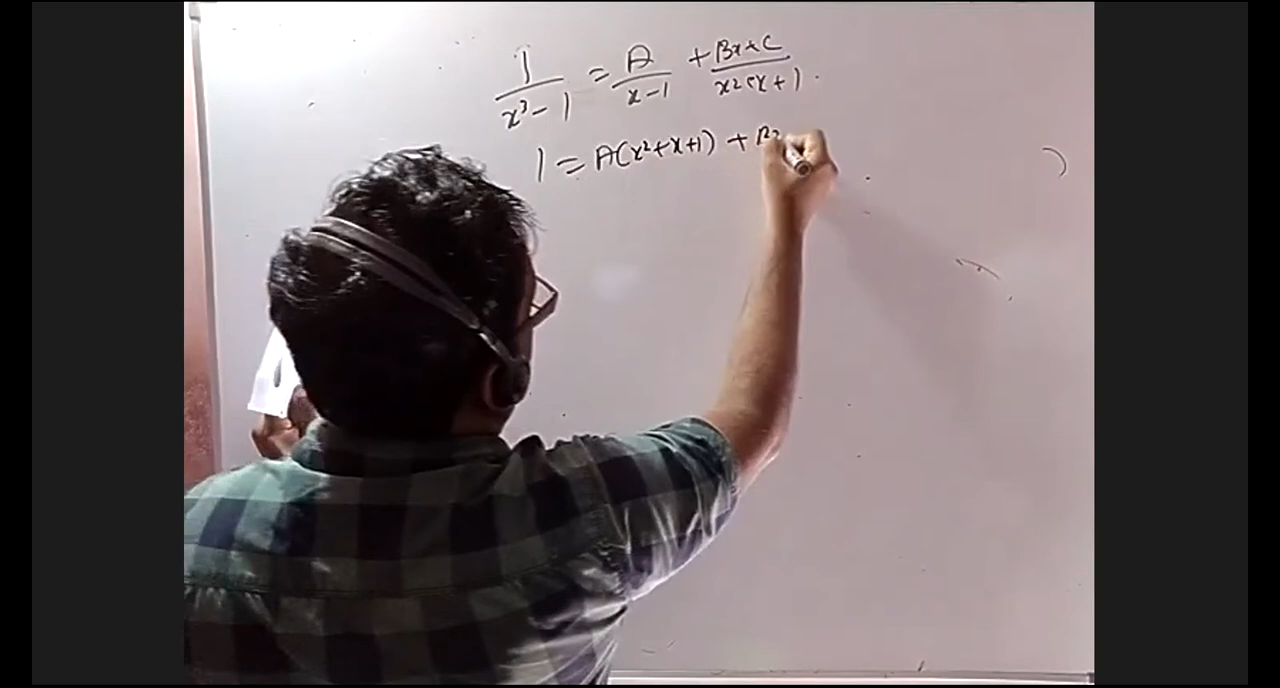 1/(x³-1) = A/(x-1) + (Bx+C)/(x²(x+1).
1 = A(x²+x+1) + B